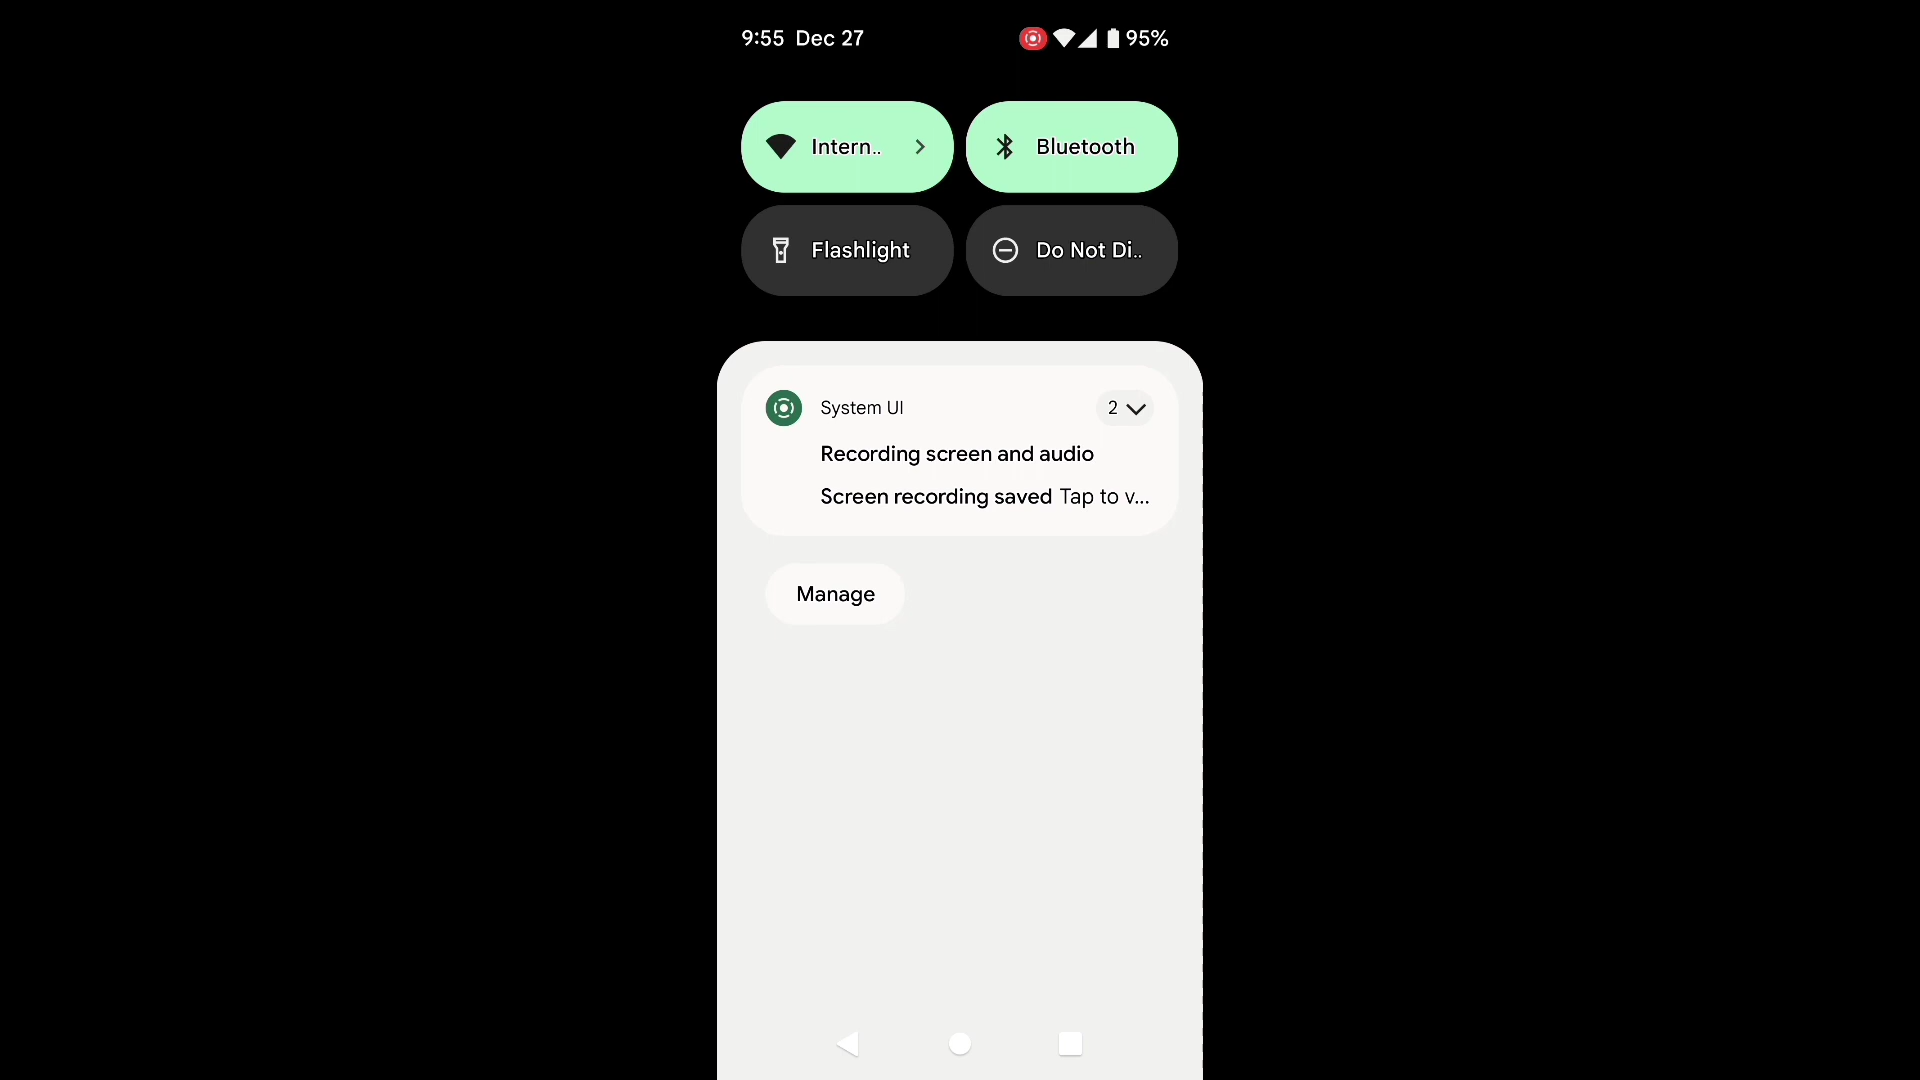 9:55 Dec 27
95%
Intern..
Bluetooth
Flashlight
Do Not Di..
System UI
2
Recording screen and audio
Screen recording saved Tap to v...
Manage